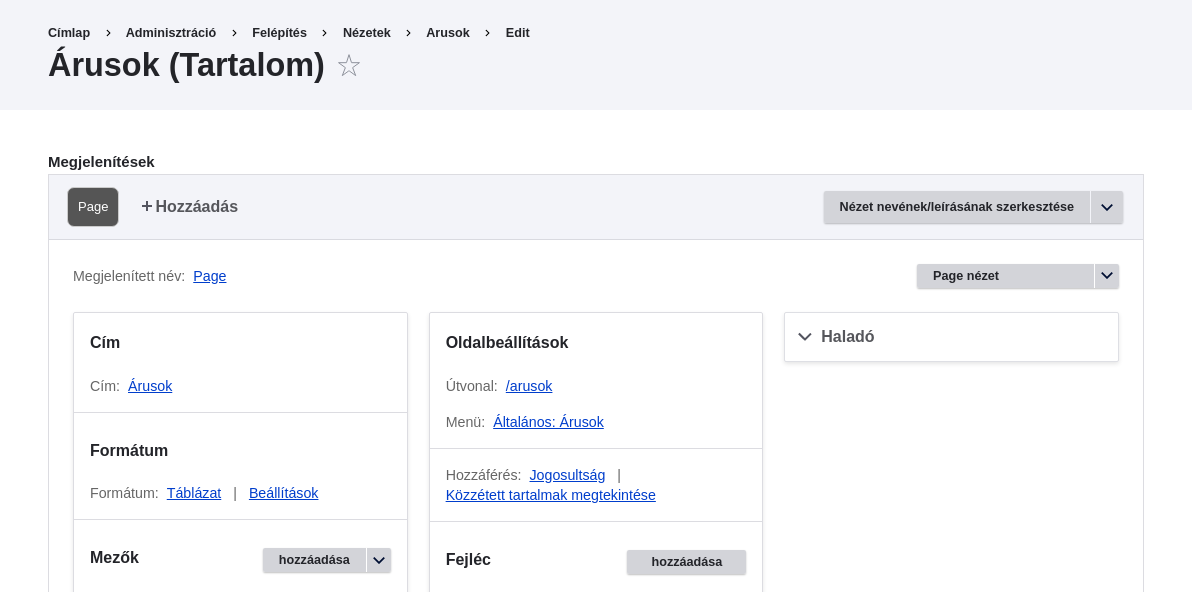 Címlap > Adminisztráció > Felépítés > Nézetek > Arusok > Edit
Árusok (Tartalom)
Megjelenítések
Page
+Hozzáadás
Nézet nevének/leírásának szerkesztése
Megjelenített név: Page
Page nézet
Cím
Cím: Árusok
Formátum
Formátum: Táblázat | Beállítások
Mezők
hozzáadása
Oldalbeállítások
Útvonal: /arusok
Menü: Általános: Árusok
Hozzáférés: Jogosultság |
Közzétett tartalmak megtekintése
Fejléc
hozzáadása
Haladó